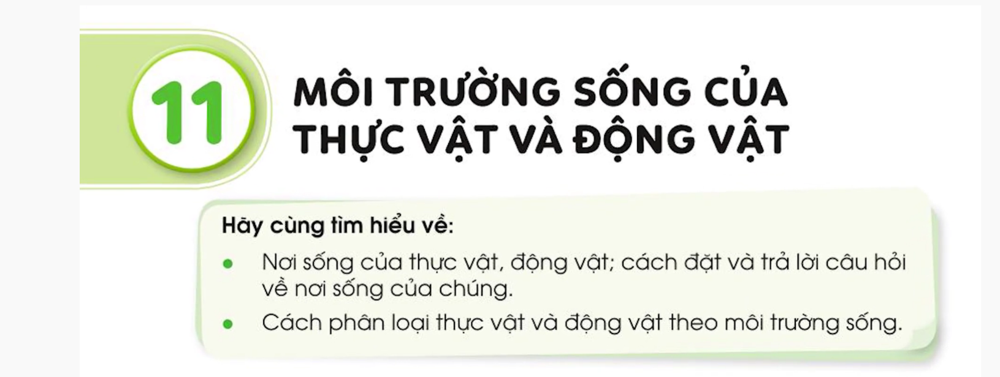 11
MÔI TRƯỜNG SỐNG CỦA
THỰC VẬT VÀ ĐỘNG VẬT
Hãy cùng tìm hiểu về:
• Nơi sống của thực vật, động vật; cách đặt và trả lời câu hỏi
về nơi sống của chúng.
• Cách phân loại thực vật và động vật theo môi trường sống.